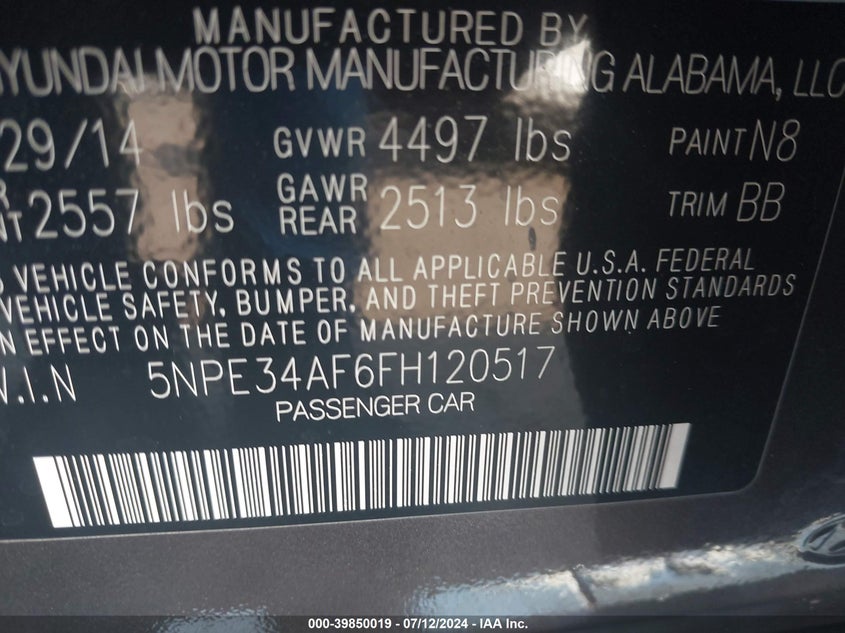 MANUFACTURED BY
HYUNDAI MOTOR MANUFACTURING ALABAMA, LLC
29/14 GVWR 4497 lbs PAINT N8
2557 lbs GAWR REAR 2513 lbs TRIM BB
VEHICLE CONFORMS TO ALL APPLICABLE U.S.A. FEDERAL
VEHICLE SAFETY, BUMPER, AND THEFT PREVENTION STANDARDS
IN EFFECT ON THE DATE OF MANUFACTURE SHOWN ABOVE
V.I.N 5NPE34AF6FH120517
PASSENGER CAR
000-39850019 - 07/12/2024 - © IAA Inc.